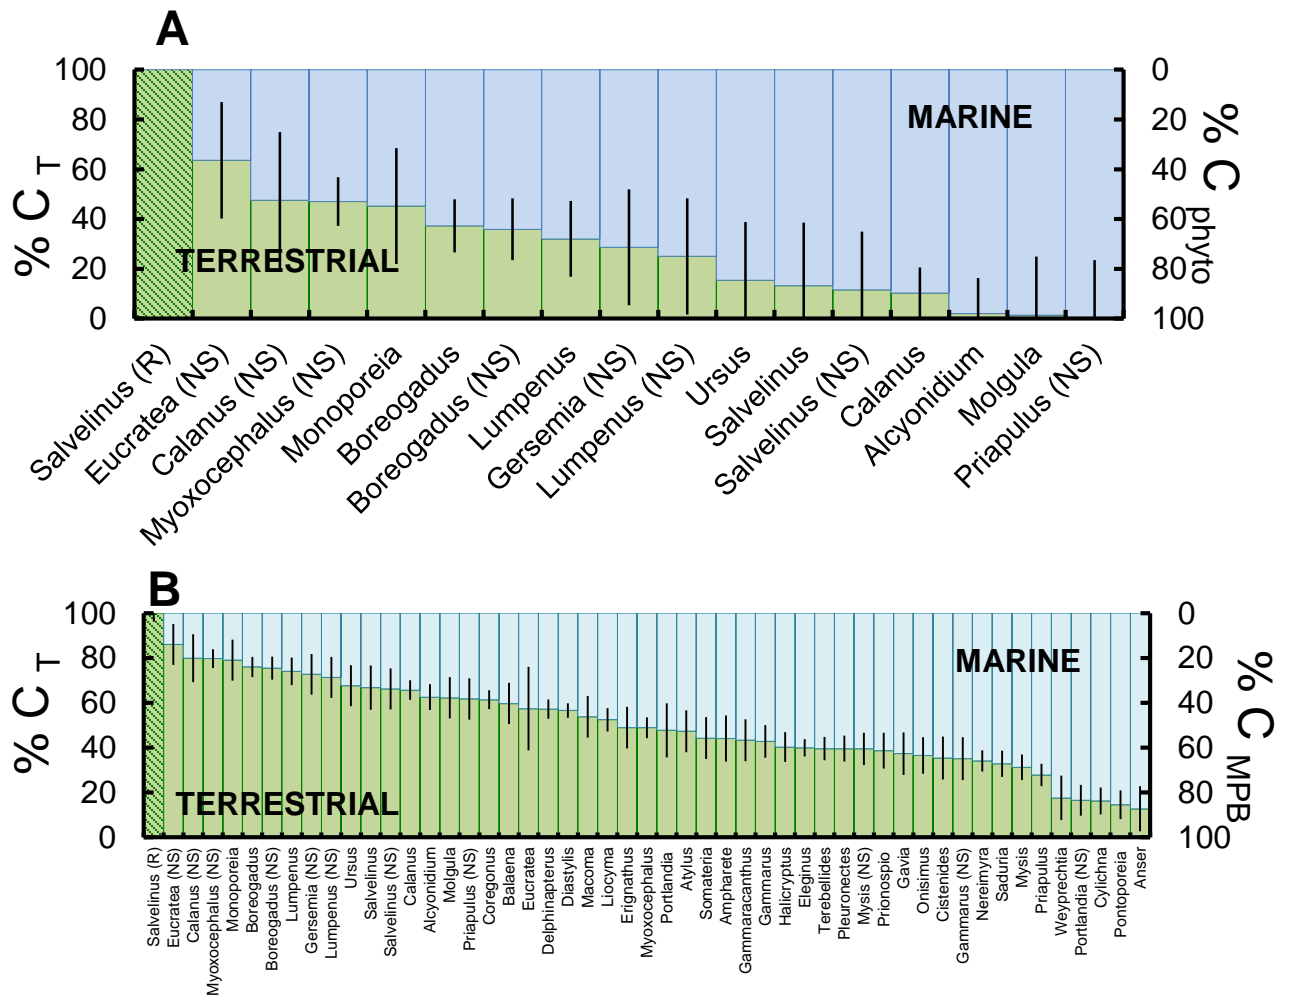 A
100
80
60
40
20
0
% C T
0
20
40
60
80
100
% C phyto
MARINE
TERRESTRIAL
Salvelinus (R)
Eucratea (NS)
Calanus (NS)
Myoxocephalus (NS)
Monoporeia
Boreogadus
Boreogadus (NS)
Lumpenus
Gersemia (NS)
Lumpenus (NS)
Ursus
Salvelinus
Salvelinus (NS)
Calanus
Alcyonidium
Molgula
Priapulus (NS)
B
100
80
60
40
20
0
% C T
0
20
40
60
80
100
% C MPB
MARINE
TERRESTRIAL
Salvelinus (R)
Eucratea (NS)
Calanus (NS)
Myoxocephalus (NS)
Monoporeia
Boreogadus
Boreogadus (NS)
Lumpenus
Gersemia (NS)
Lumpenus (NS)
Ursus
Salvelinus
Salvelinus (NS)
Calanus
Alcyonidium
Molgula
Priapulus (NS)
Coregonus
Balaena
Eucratea
Delphinapterus
Diastylis
Macoma
Liocyma
Erignathus
Myoxocephalus
Portlandia
Atylus
Somateria
Ampharete
Gammaracanthus
Gammarus
Halicryptus
Eleginus
Terebellides
Pleuronectes
Mysis (NS)
Prionospio
Gavia
Onisimus
Cistenides
Gammarus (NS)
Nereimyra
Saduria
Mysis
Priapulus
Weyprechtia
Portlandia (NS)
Cylichna
Pontoporeia
Anser